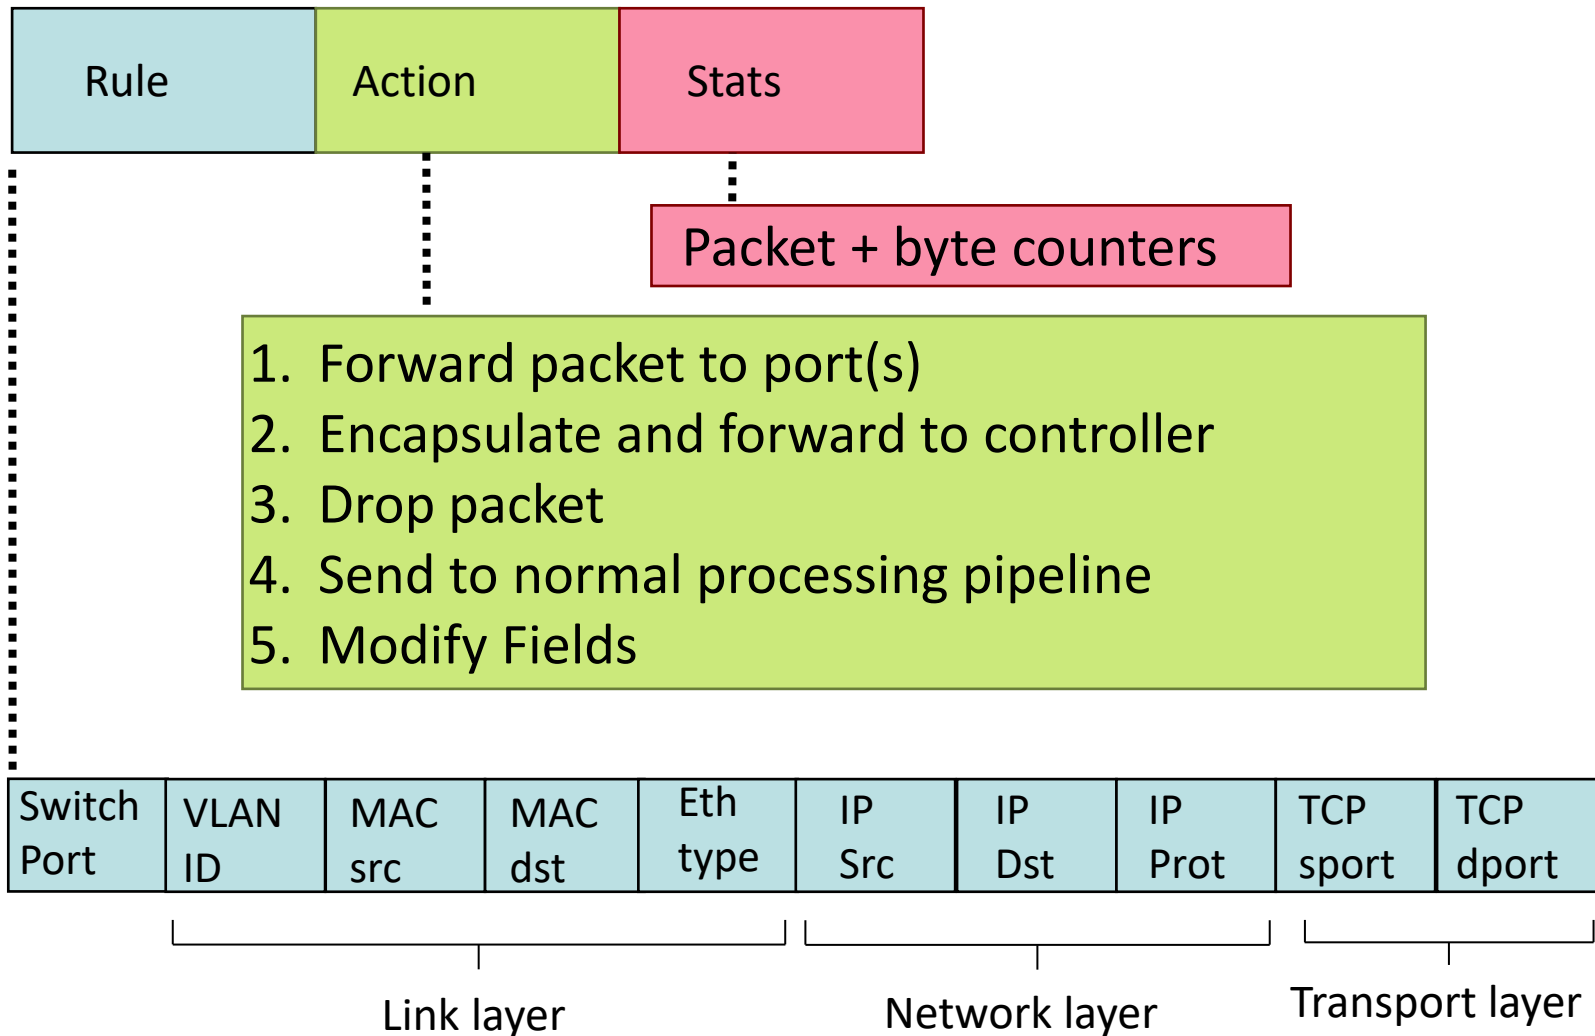 Rule
Action
Stats
Packet + byte counters
1. Forward packet to port(s)
2. Encapsulate and forward to controller
3. Drop packet
4. Send to normal processing pipeline
5. Modify Fields
Switch
Port
VLAN
ID
MAC
src
MAC
dst
Eth
type
IP
Src
IP
Dst
IP
Prot
TCP
sport
TCP
dport
Link layer
Network layer
Transport layer